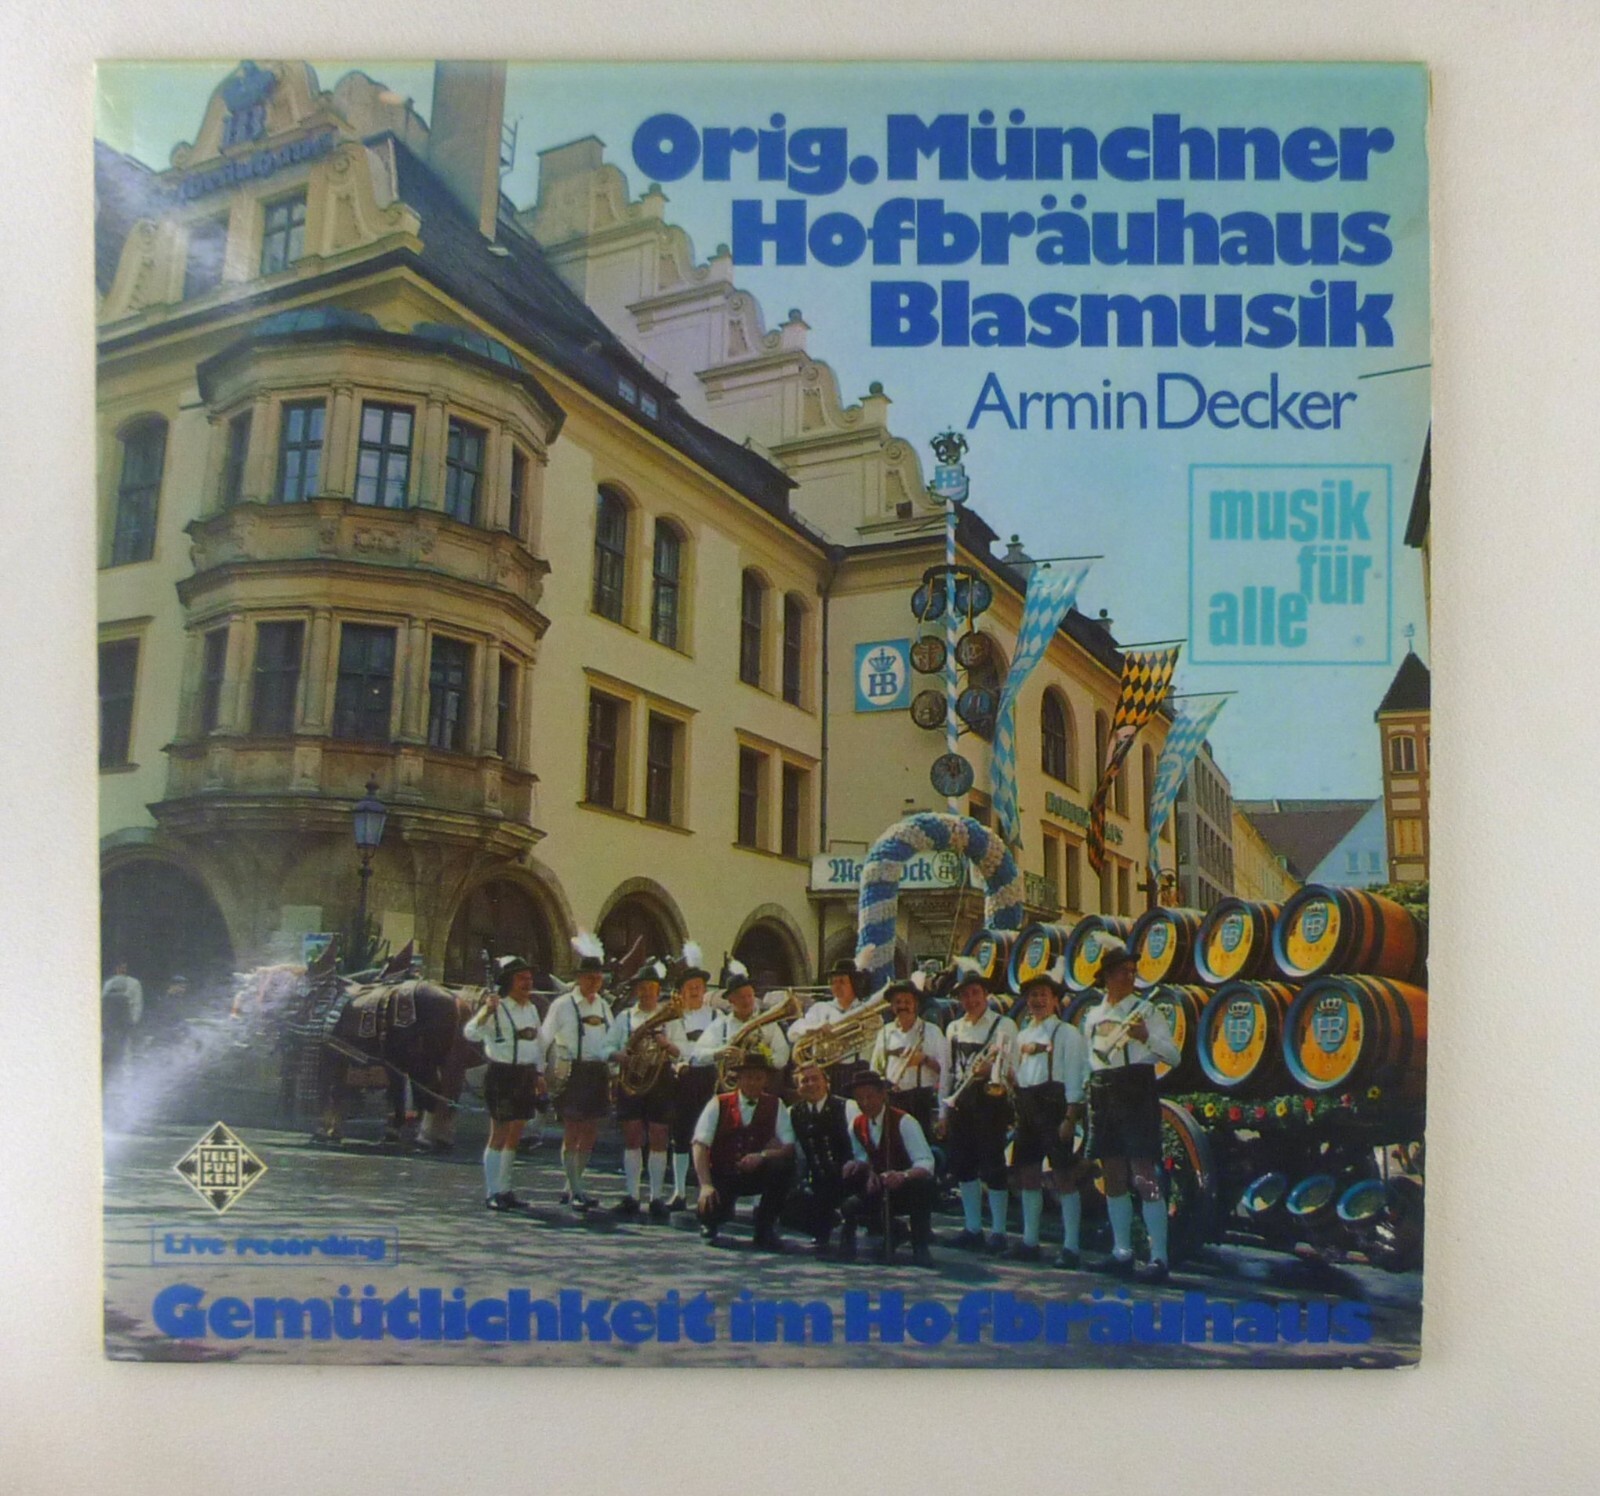 Orig. Münchner
Hofbräuhaus
Blasmusik
Armin Decker
musik
für
alle
HB
HB
TELE
FUN
KEN
Live recording
Gemütlichkeit im Hofbräuhaus